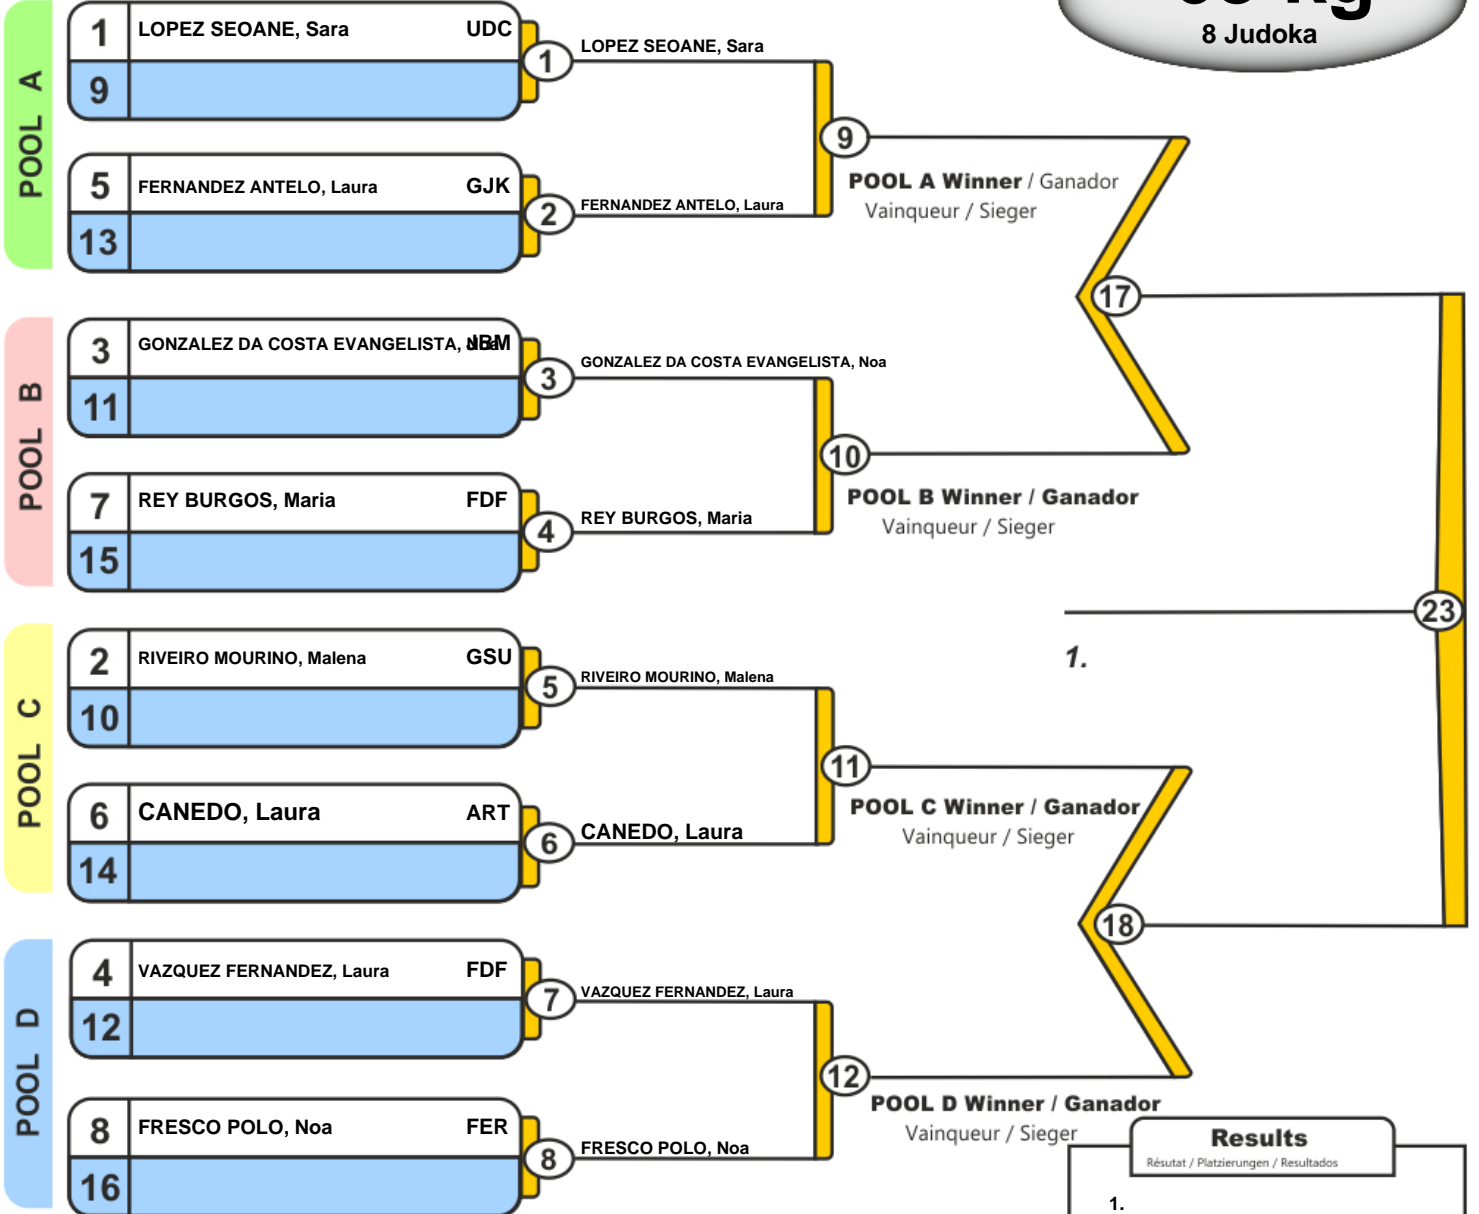 8 Judoka
POOL A
1 LOPEZ SEOANE, Sara UDC
9
1
LOPEZ SEOANE, Sara
5 FERNANDEZ ANTELO, Laura GJK
13
2
FERNANDEZ ANTELO, Laura
9
POOL A Winner / Ganador
Vainqueur / Sieger
17
POOL B
3 GONZALEZ DA COSTA EVANGELISTA, JBM
11
3
GONZALEZ DA COSTA EVANGELISTA, Noa
7 REY BURGOS, Maria FDF
15
4
REY BURGOS, Maria
10
POOL B Winner / Ganador
Vainqueur / Sieger
23
1.
POOL C
2 RIVEIRO MOURINO, Malena GSU
10
5
RIVEIRO MOURINO, Malena
6 CANEDO, Laura ART
14
6
CANEDO, Laura
11
POOL C Winner / Ganador
Vainqueur / Sieger
18
POOL D
4 VAZQUEZ FERNANDEZ, Laura FDF
12
7
VAZQUEZ FERNANDEZ, Laura
8 FRESCO POLO, Noa FER
16
8
FRESCO POLO, Noa
12
POOL D Winner / Ganador
Vainqueur / Sieger
Results
Résutat / Platzierungen / Resultados
1.